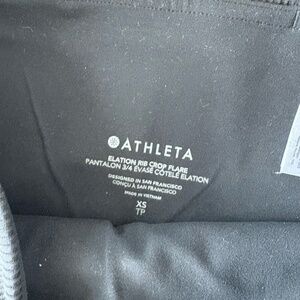 ATHLETA
ELATION RIB CROP FLARE
PANTALON 3/4 ÉVASÉ CÔTELÉ ELATION
DESIGNED IN SAN FRANCISCO
CONÇU À SAN FRANCISCO
MADE IN VIETNAM
XS
TP